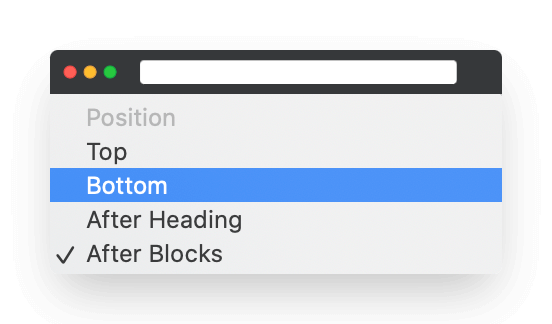 Position
Top
Bottom
After Heading
After Blocks